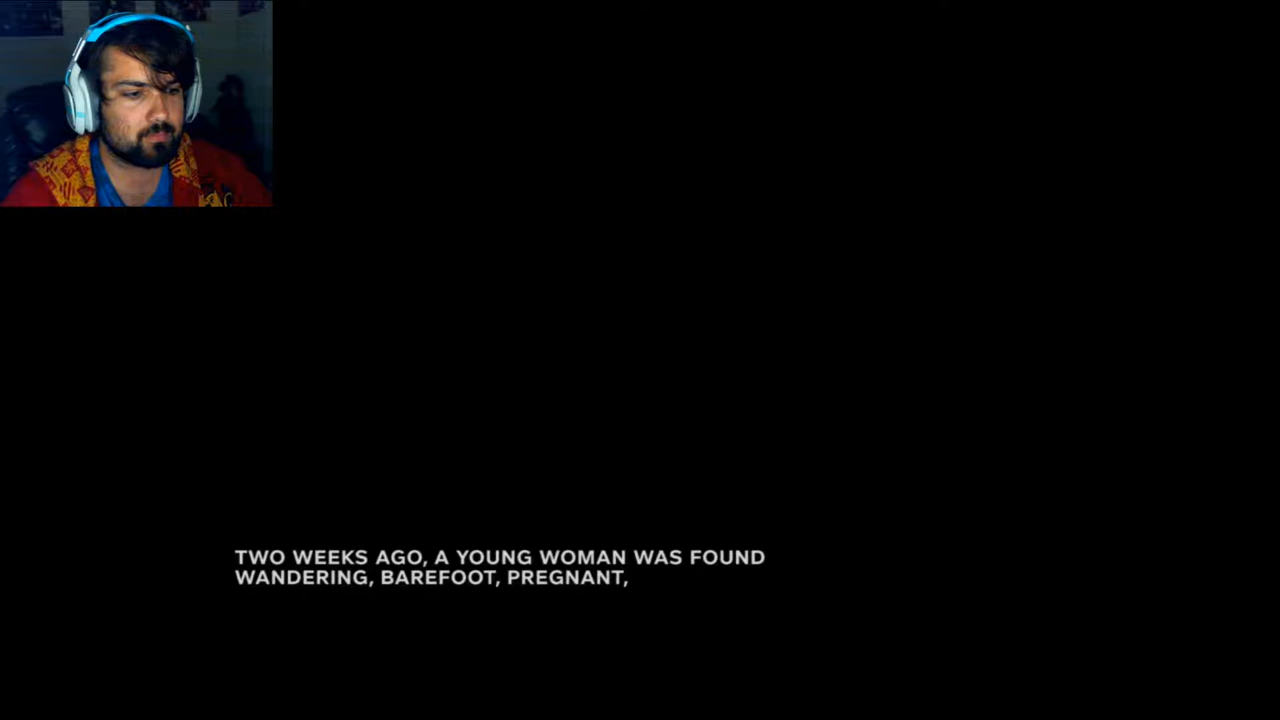 TWO WEEKS AGO, A YOUNG WOMAN WAS FOUND
WANDERING, BAREFOOT, PREGNANT,